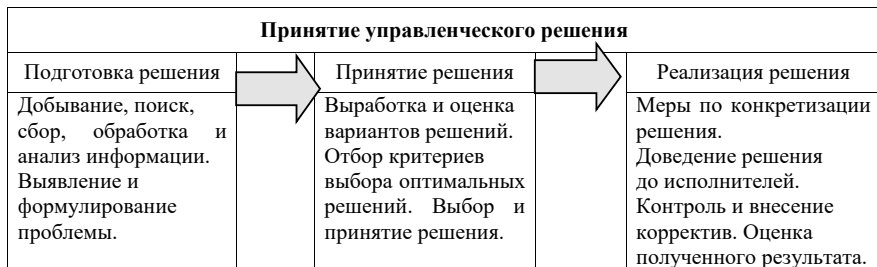 Принятие управленческого решения
Подготовка решения
Добывание, поиск,
сбор, обработка и
анализ информации.
Выявление и
формулирование
проблемы.
Принятие решения
Выработка и оценка
вариантов решений.
Отбор критериев
выбора оптимальных
решений. Выбор и
принятие решения.
Реализация решения
Меры по конкретизации
решения.
Доведение решения
до исполнителей.
Контроль и внесение
корректив. Оценка
полученного результата.